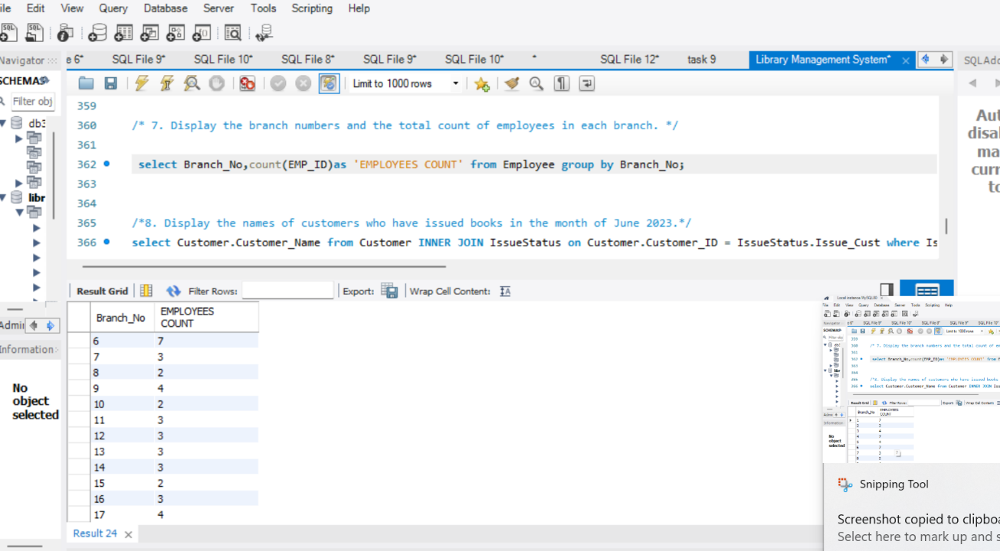 ile Edit View Query Database Server Tools Scripting Help
Navigator e 6* SQL File 9* SQL File 10* SQL File 8* SQL File 9* SQL File 10* * SQL File 12* task 9 Library Management System* SQLAdd
SCHEMAS Limit to 1000 rows
Filter obj
359
360 /* 7. Display the branch numbers and the total count of employees in each branch. */
361
362 select Branch_No,count(EMP_ID)as 'EMPLOYEES COUNT' from Employee group by Branch_No;
363
364
365 /*8. Display the names of customers who have issued books in the month of June 2023.*/
366 select Customer.Customer_Name from Customer INNER JOIN IssueStatus on Customer.Customer_ID = IssueStatus.Issue_Cust where Is
db3
libr
Aut
disal
ma
curr
to
Admin
Information
No
object
selected
Result Grid Filter Rows: Export: Wrap Cell Content:
Branch_No EMPLOYEES COUNT
6 7
7 3
8 2
9 4
10 2
11 3
12 3
13 3
14 3
15 2
16 3
17 4
Result 24
Snipping Tool
Screenshot copied to clipboa
Select here to mark up and s